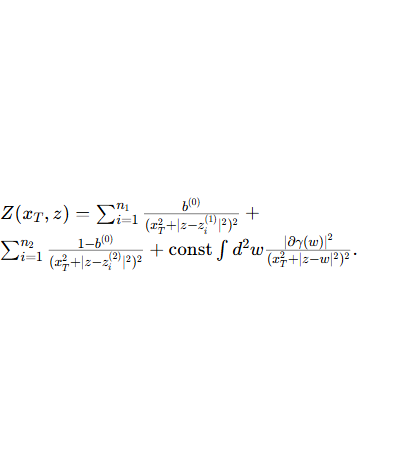 Z(x_T, z) = \sum_{i=1}^{n_1} \frac{b^{(0)}}{(x_T^2+|z-z_i^{(1)}|^2)^2} +
\sum_{i=1}^{n_2} \frac{1-b^{(0)}}{(x_T^2+|z-z_i^{(2)}|^2)^2} + \text{const} \int d^2w \frac{|\partial\gamma(w)|^2}{(x_T^2+|z-w|^2)^2}.